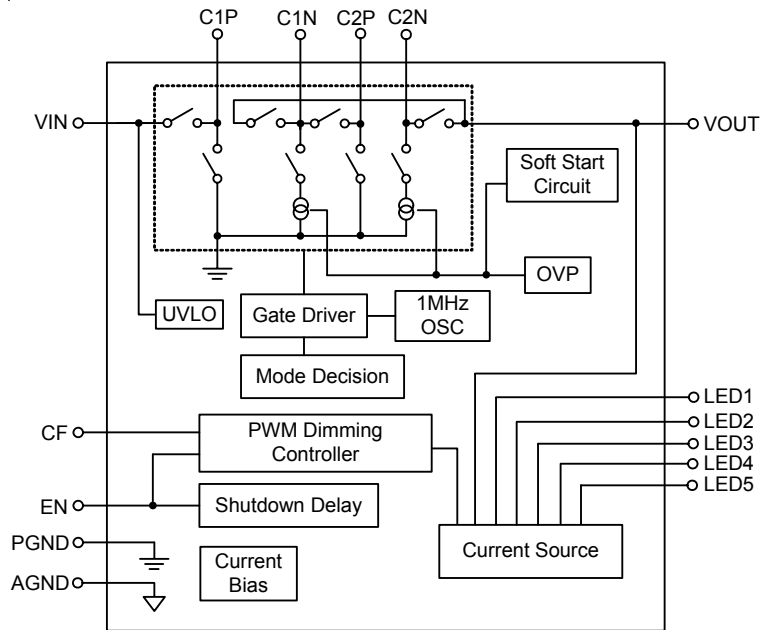 C1P C1N C2P C2N
VIN
VOUT
Soft Start
Circuit
OVP
UVLO
Gate Driver
1MHz
OSC
Mode Decision
LED1
LED2
LED3
LED4
LED5
CF
PWM Dimming
Controller
EN
Shutdown Delay
PGND
AGND
Current
Bias
Current Source